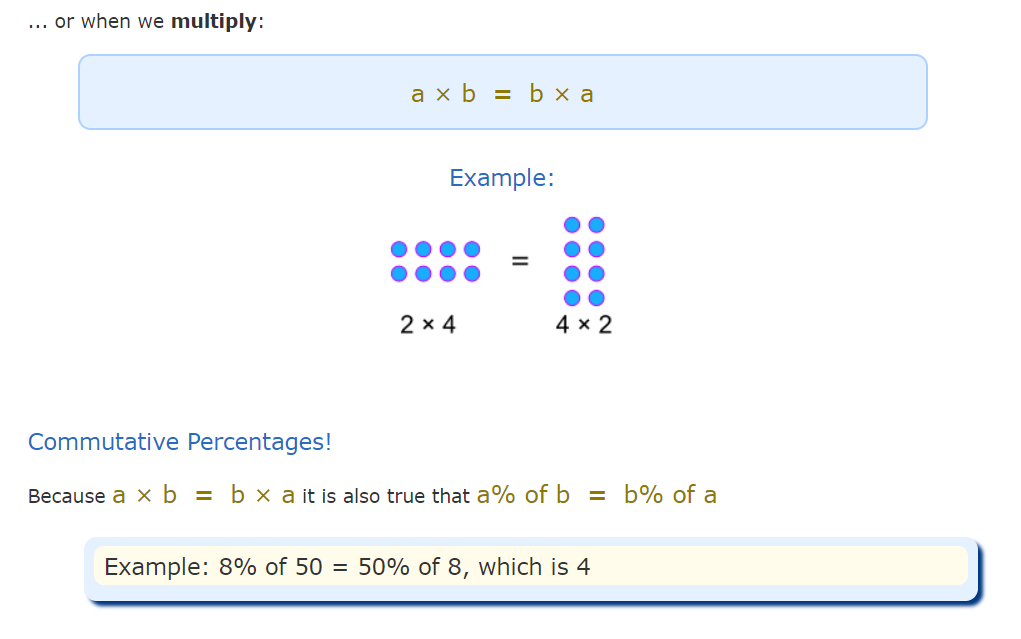 ... or when we multiply:
a × b = b × a
Example:
=
2 × 4 4 × 2
Commutative Percentages!
Because a × b = b × a it is also true that a% of b = b% of a
Example: 8% of 50 = 50% of 8, which is 4